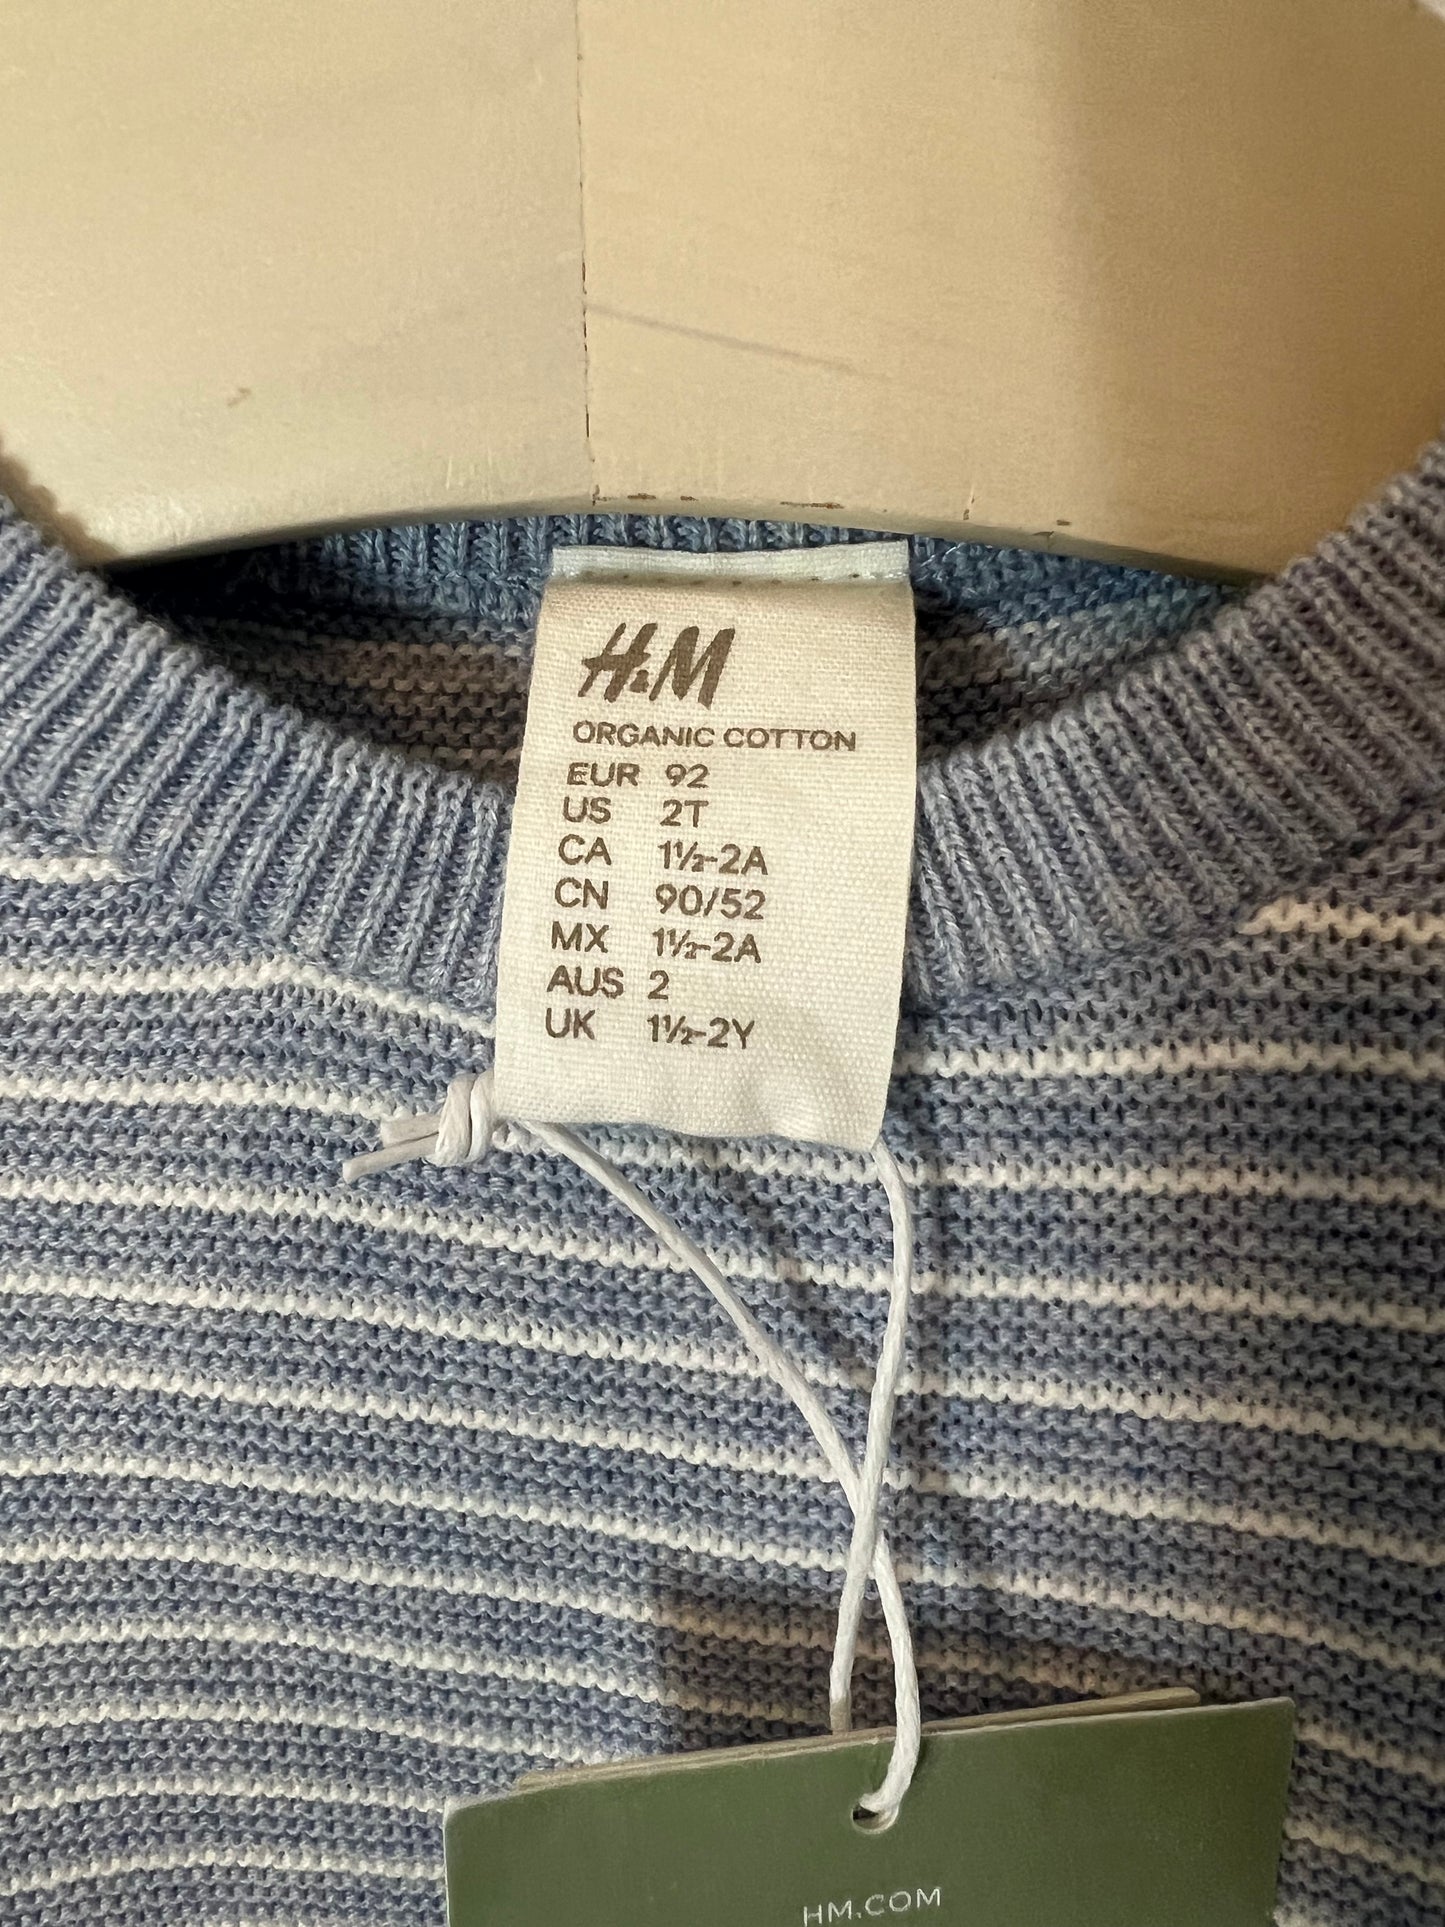 H&M
ORGANIC COTTON
EUR 92
US 2T
CA 1½-2A
CN 90/52
MX 1½-2A
AUS 2
UK 1½-2Y
HM.COM